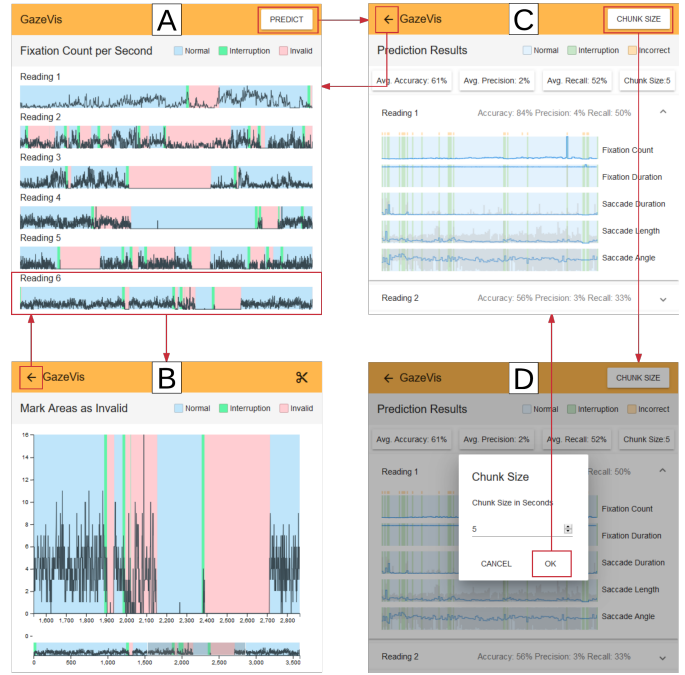 GazeVis A PREDICT
Fixation Count per Second Normal Interruption Invalid
Reading 1
Reading 2
Reading 3
Reading 4
Reading 5
Reading 6
GazeVis C CHUNK SIZE
Prediction Results Normal Interruption Incorrect
Avg. Accuracy: 61% Avg. Precision: 2% Avg. Recall: 52% Chunk Size:5
Reading 1 Accuracy: 84% Precision: 4% Recall: 50%
Fixation Count
Fixation Duration
Saccade Duration
Saccade Length
Saccade Angle
Reading 2 Accuracy: 56% Precision: 3% Recall: 33%
GazeVis B
Mark Areas as Invalid Normal Interruption Invalid
16
14
12
10
8
6
4
2
0
1,600 1,700 1,800 1,900 2,000 2,100 2,200 2,300 2,400 2,500 2,600 2,700 2,800
0
0 500 1,000 1,500 2,000 2,500 3,000 3,500
GazeVis D CHUNK SIZE
Prediction Results Normal Interruption Incorrect
Avg. Accuracy: 61% Avg. Precision: 2% Avg. Recall: 52% Chunk Size:5
Reading 1 Recall: 50%
Chunk Size
Chunk Size in Seconds
5
CANCEL OK
Fixation Count
Fixation Duration
Saccade Duration
Saccade Length
Saccade Angle
Reading 2 Accuracy: 56% Precision: 3% Recall: 33%